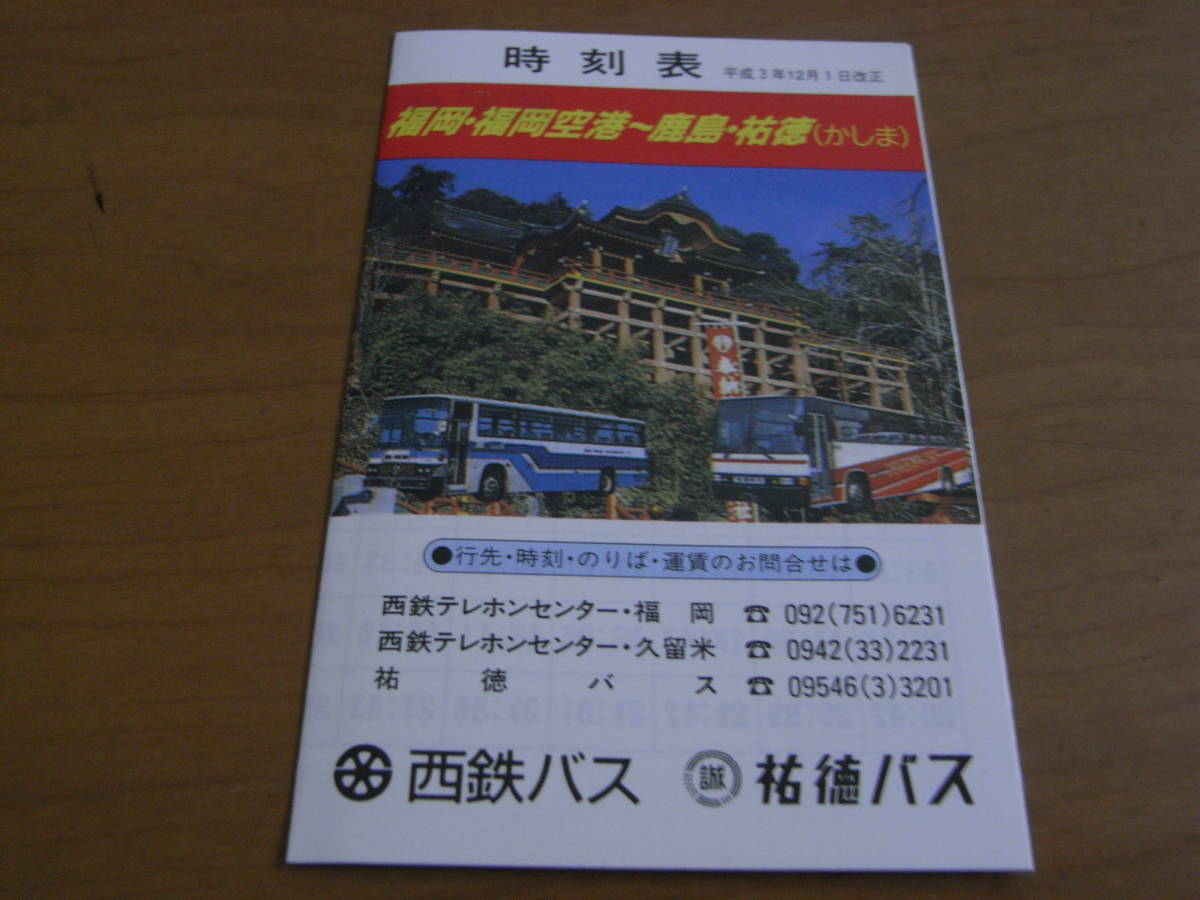 時刻表 平成3年12月1日改正
福岡・福岡空港~鹿島・祐徳(かしま)
奉納
●行先・時刻・のりば・運賃のお問合せは●
西鉄テレホンセンター・福岡 ☎ 092(751)6231
西鉄テレホンセンター・久留米 ☎ 0942(33)2231
祐徳バス ☎ 09546(3)3201
西鉄バス 誠 祐徳バス